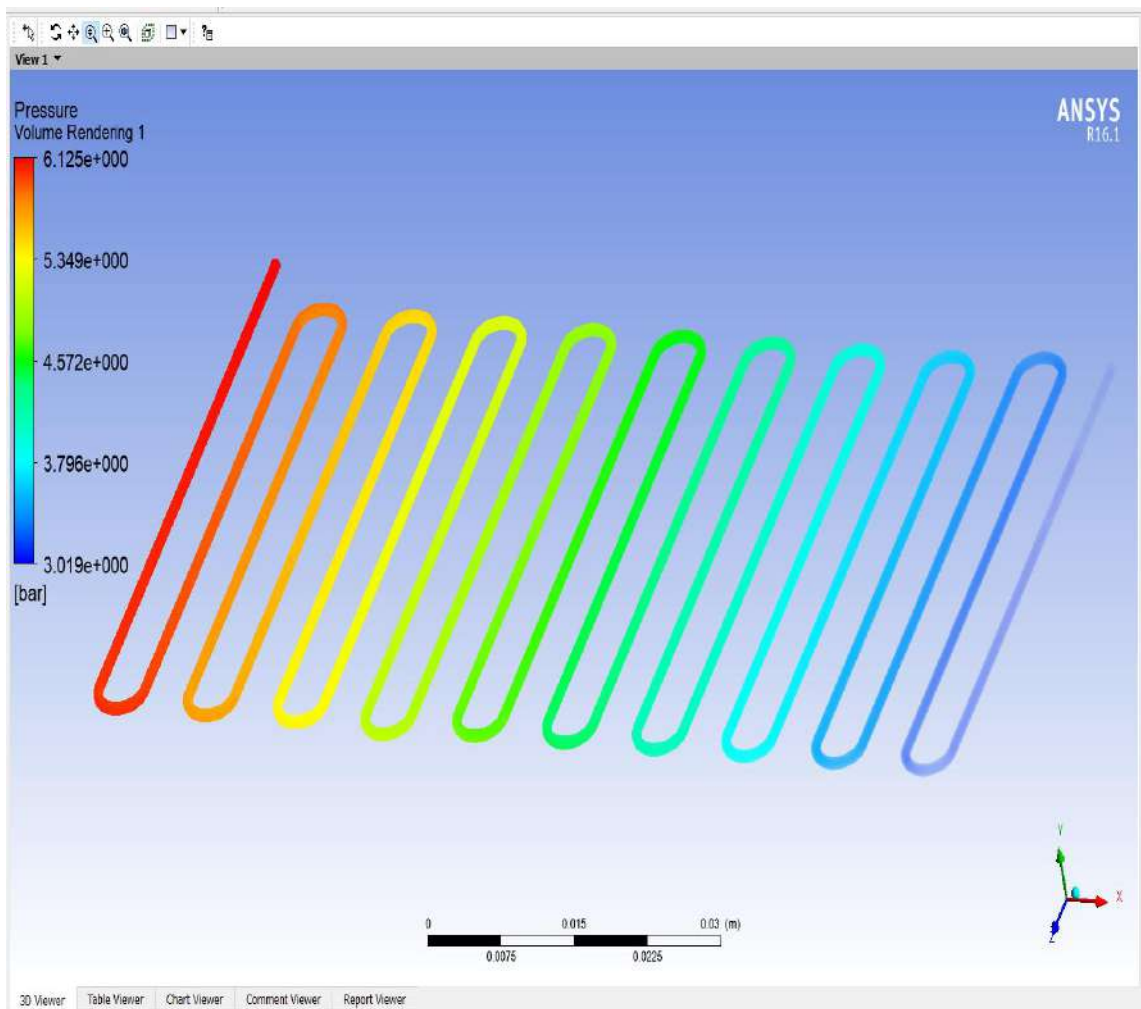 View 1
ANSYS
R16.1
Pressure
Volume Rendering 1
6.125e+000
5.349e+000
4.572e+000
3.796e+000
3.019e+000
[bar]
Y
X
Z
0 0.015 0.03 (m)
0.0075 0.0225
3D Viewer Table Viewer Chart Viewer Comment Viewer Report Viewer